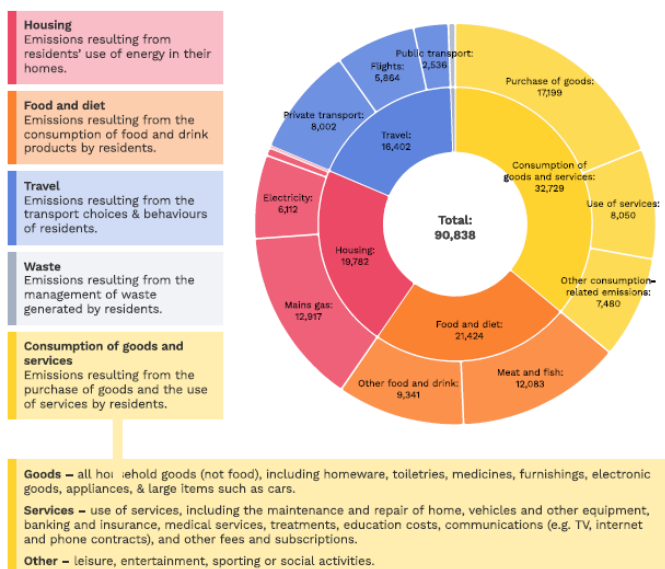 Housing
Emissions resulting from
residents' use of energy in their
homes.
Food and diet
Emissions resulting from the
consumption of food and drink
products by residents.
Travel
Emissions resulting from the
transport choices & behaviours
of residents.
Waste
Emissions resulting from the
management of waste
generated by residents.
Consumption of goods and
services
Emissions resulting from the
purchase of goods and the use
of services by residents.
Public transport:
2,536
Flights:
5,864
Private transport:
8,002
Travel:
16,402
Purchase of goods:
17,199
Consumption of
goods and services:
32,729
Use of services:
8,050
Other consumption-
related emissions:
7,480
Electricity:
6,112
Housing:
19,782
Mains gas:
12,917
Total:
90,838
Food and diet:
21,424
Other food and drink:
9,341
Meat and fish:
12,083
Goods – all household goods (not food), including homeware, toiletries, medicines, furnishings, electronic
goods, appliances, & large items such as cars.
Services – use of services, including the maintenance and repair of home, vehicles and other equipment,
banking and insurance, medical services, treatments, education costs, communications (e.g. TV, internet
and phone contracts), and other fees and subscriptions.
Other – leisure, entertainment, sporting or social activities.